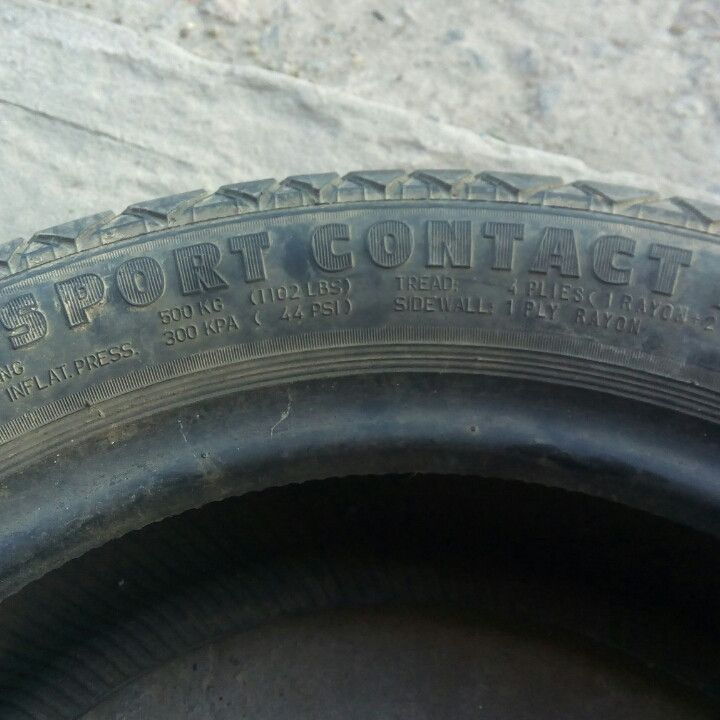 SPORT CONTACT
500 KG (1102 LBS)
INFLAT. PRESS. 300 KPA ( 44 PSI)
TREAD: 4 PLIES ( 1 RAYON-2
SIDEWALL: 1 PLY RAYON